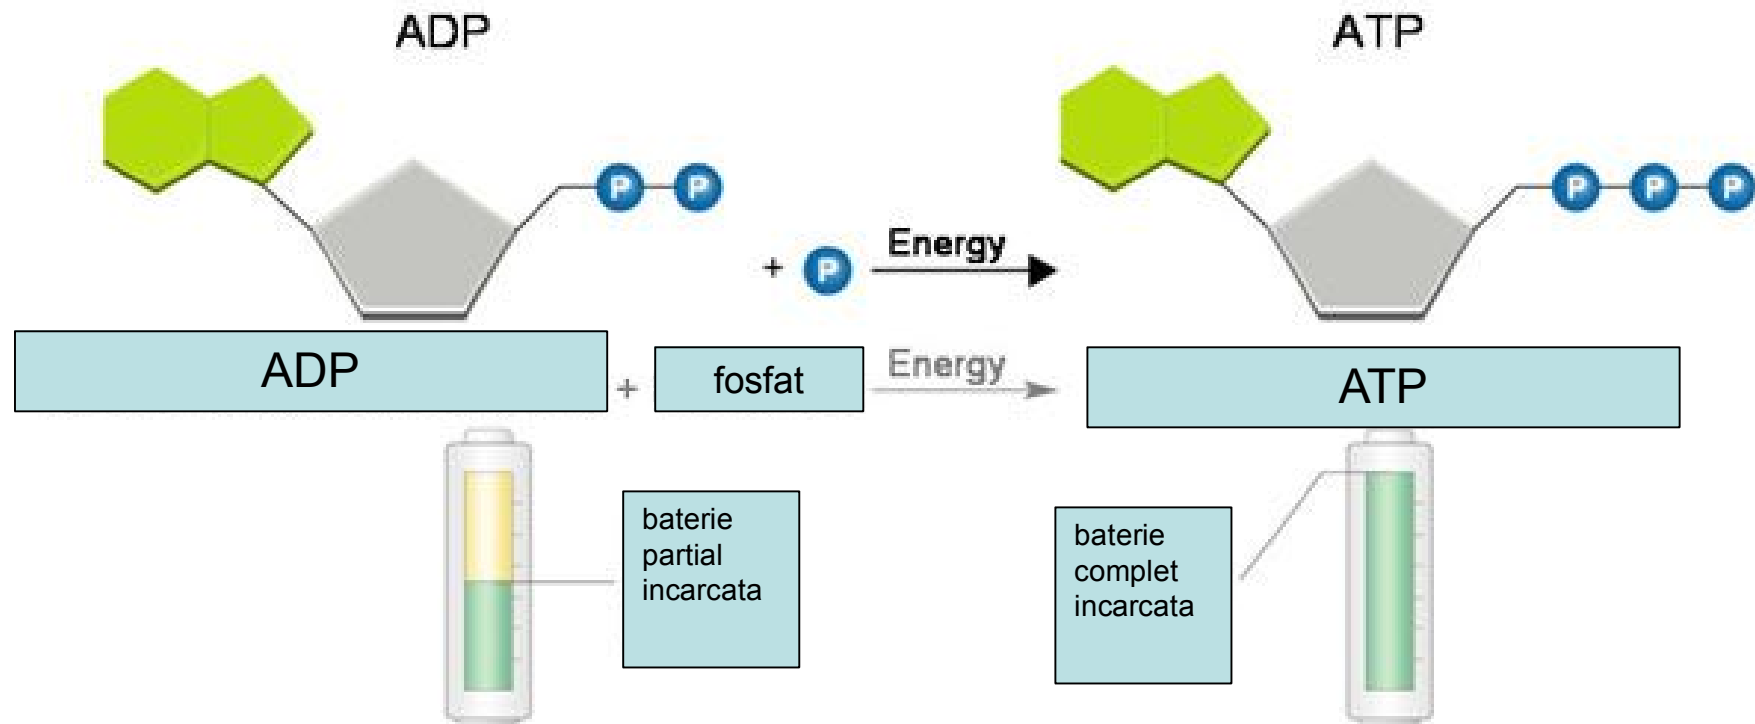 ADP
ATP
P P
P P P
+ P Energy
ADP
+ fosfat Energy
ATP
baterie
partial
incarcata
baterie
complet
incarcata